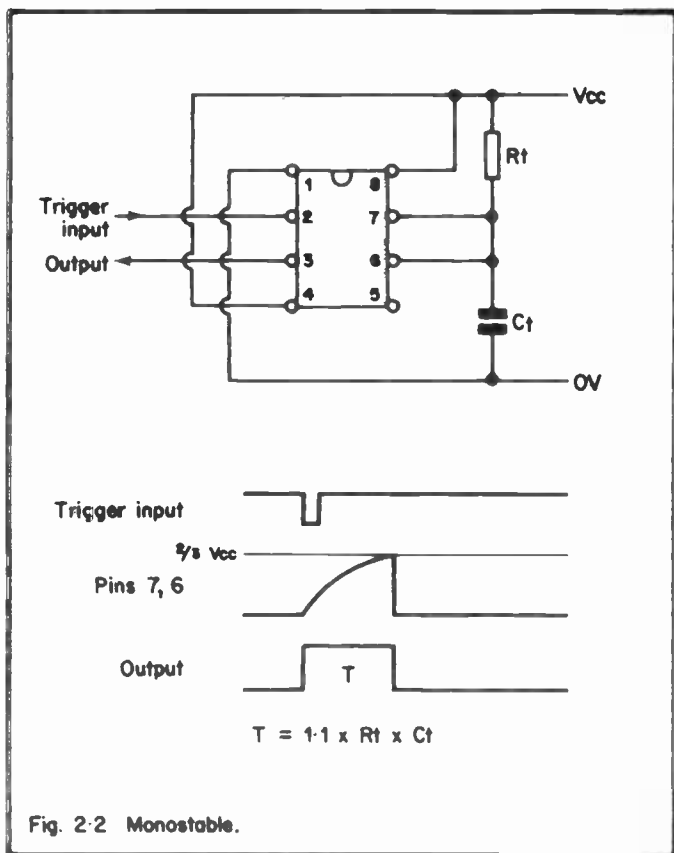 Vcc
Rt
1 8
Trigger
input
2 7
Output
3 6
4 5
Ct
0V
Trigger input
2/3 Vcc
Pins 7, 6
Output
T
T = 1·1 x Rt x Ct
Fig. 2·2 Monostable.